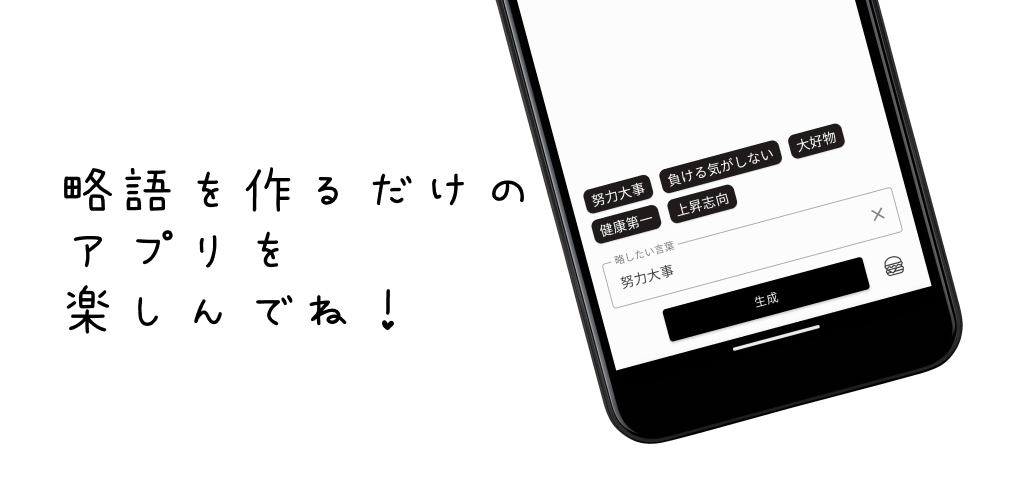 略語を作るだけの
アプリを
楽しんでね！
努力大事 負ける気がしない 大好物
健康第一 上昇志向
略したい言葉
努力大事
生成